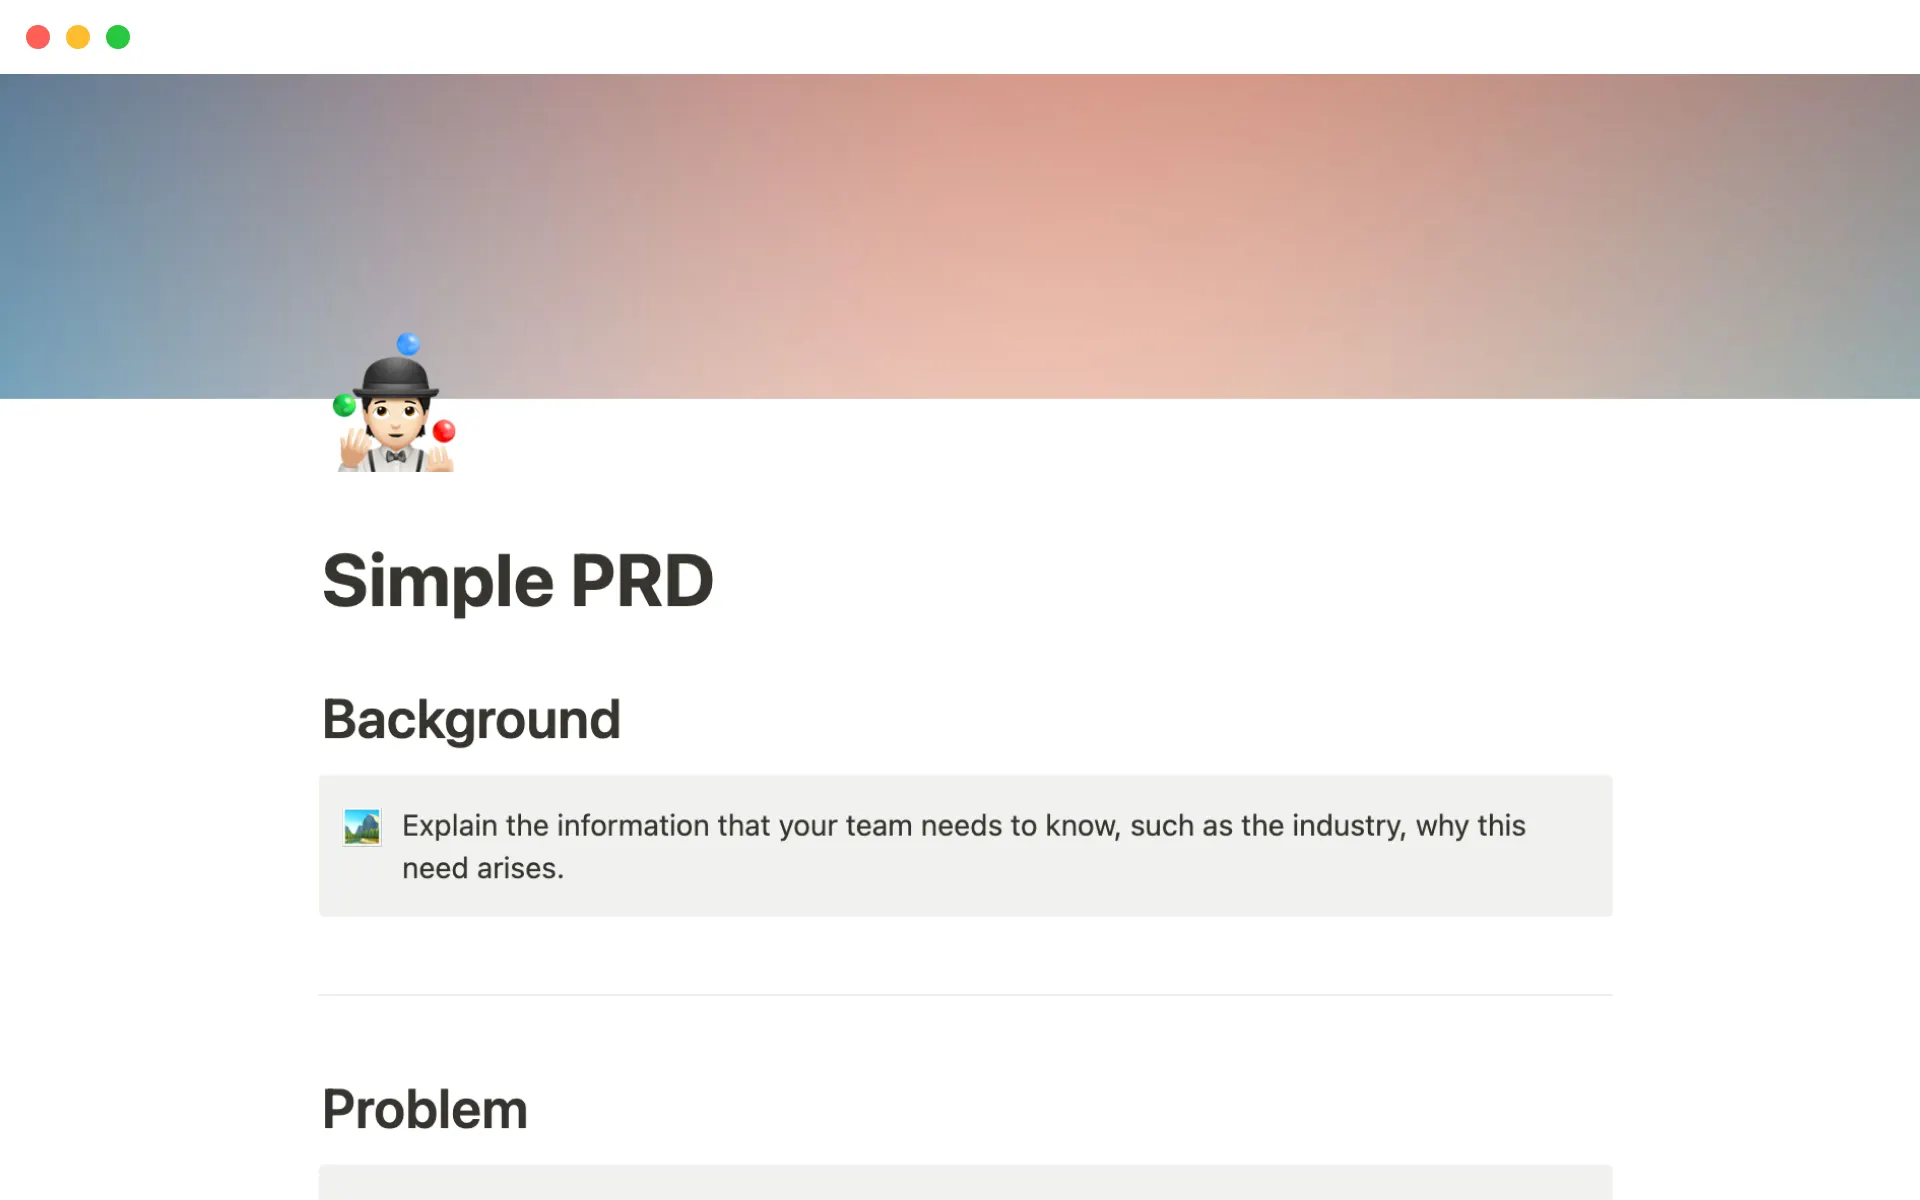 Simple PRD
Background
Explain the information that your team needs to know, such as the industry, why this
need arises.
Problem